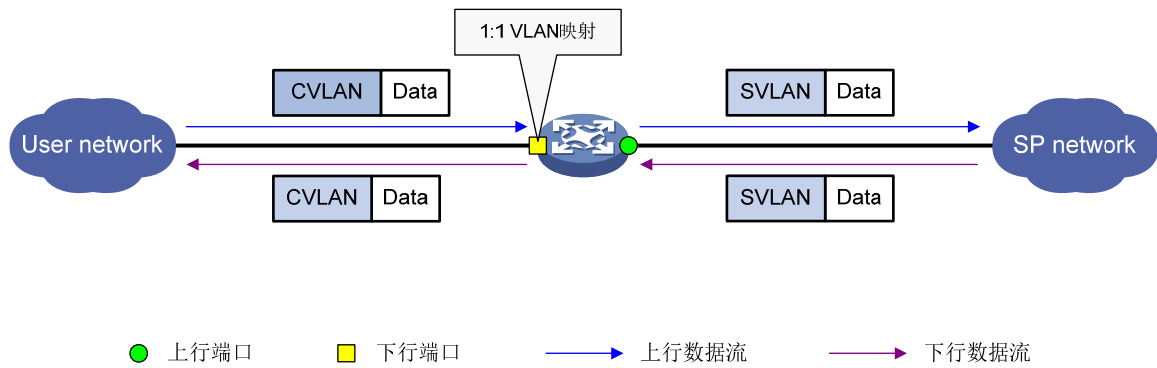 1:1 VLAN映射
CVLAN Data
SVLAN Data
User network
SP network
CVLAN Data
SVLAN Data
上行端口
下行端口
上行数据流
下行数据流